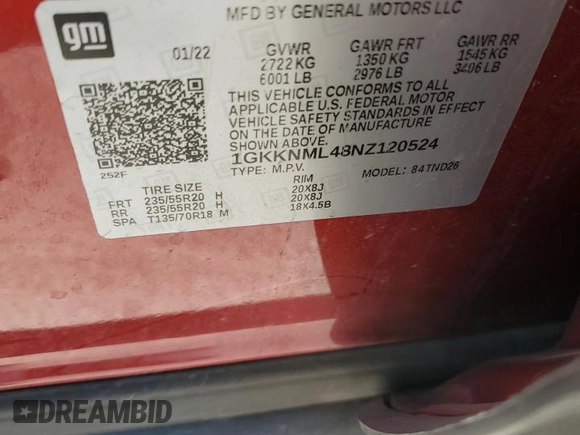 MFD BY GENERAL MOTORS LLC
gm
01/22 GVWR GAWR FRT GAWR RR
2722 KG 1350 KG 1545 KG
6001 LB 2976 LB 3406 LB
THIS VEHICLE CONFORMS TO ALL
APPLICABLE U.S. FEDERAL MOTOR
VEHICLE SAFETY STANDARDS IN EFFECT
ON THE DATE OF MANUFACTURE
SHOWN ABOVE.
1GKKNML48NZ120524
252F TYPE: M.P.V. MODEL: 84TND26
TIRE SIZE RIM
FRT 235/55R20 H 20X8J
RR 235/55R20 H 20X8J
SPA T135/70R18 M 18X4.5B
DREAMBID